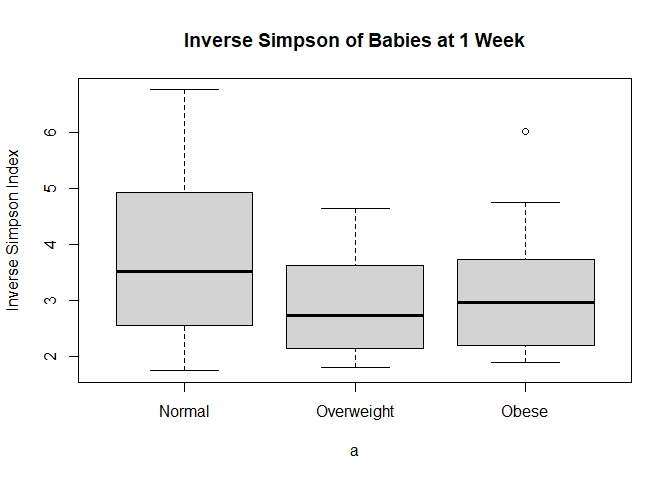 Inverse Simpson of Babies at 1 Week
Inverse Simpson Index
6
5
4
3
2
Normal Overweight Obese
a